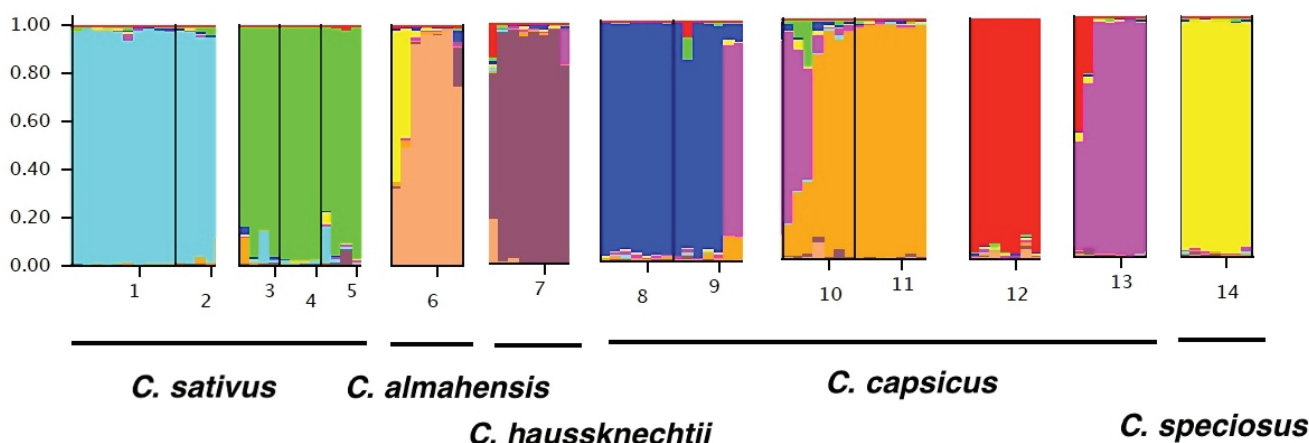 1.00
0.80
0.60
0.40
0.20
0.00
1 2 3 4 5 6 7 8 9 10 11 12 13 14
C. sativus C. almahensis C. capsicus
C. haussknechtii C. speciosus